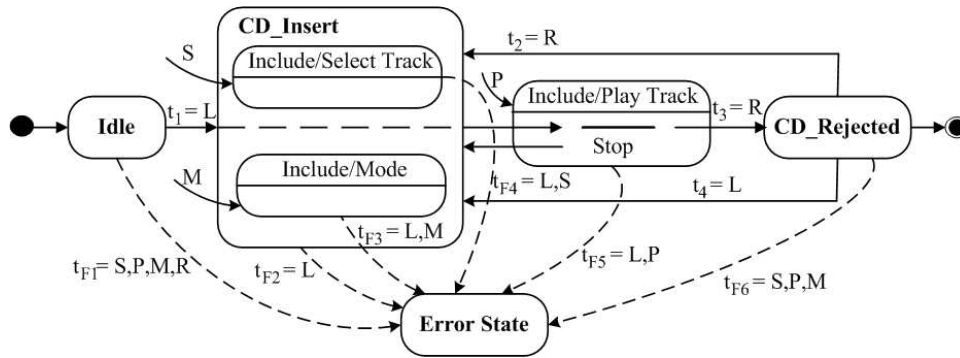 CD_Insert
S
Include/Select Track
t2 = R
P
Include/Play Track
t1 = L
t3 = R
Idle
CD_Rejected
Stop
Include/Mode
M
tF4 = L,S
t4 = L
tF3 = L,M
tF1 = S,P,M,R
tF2 = L
tF5 = L,P
tF6 = S,P,M
Error State